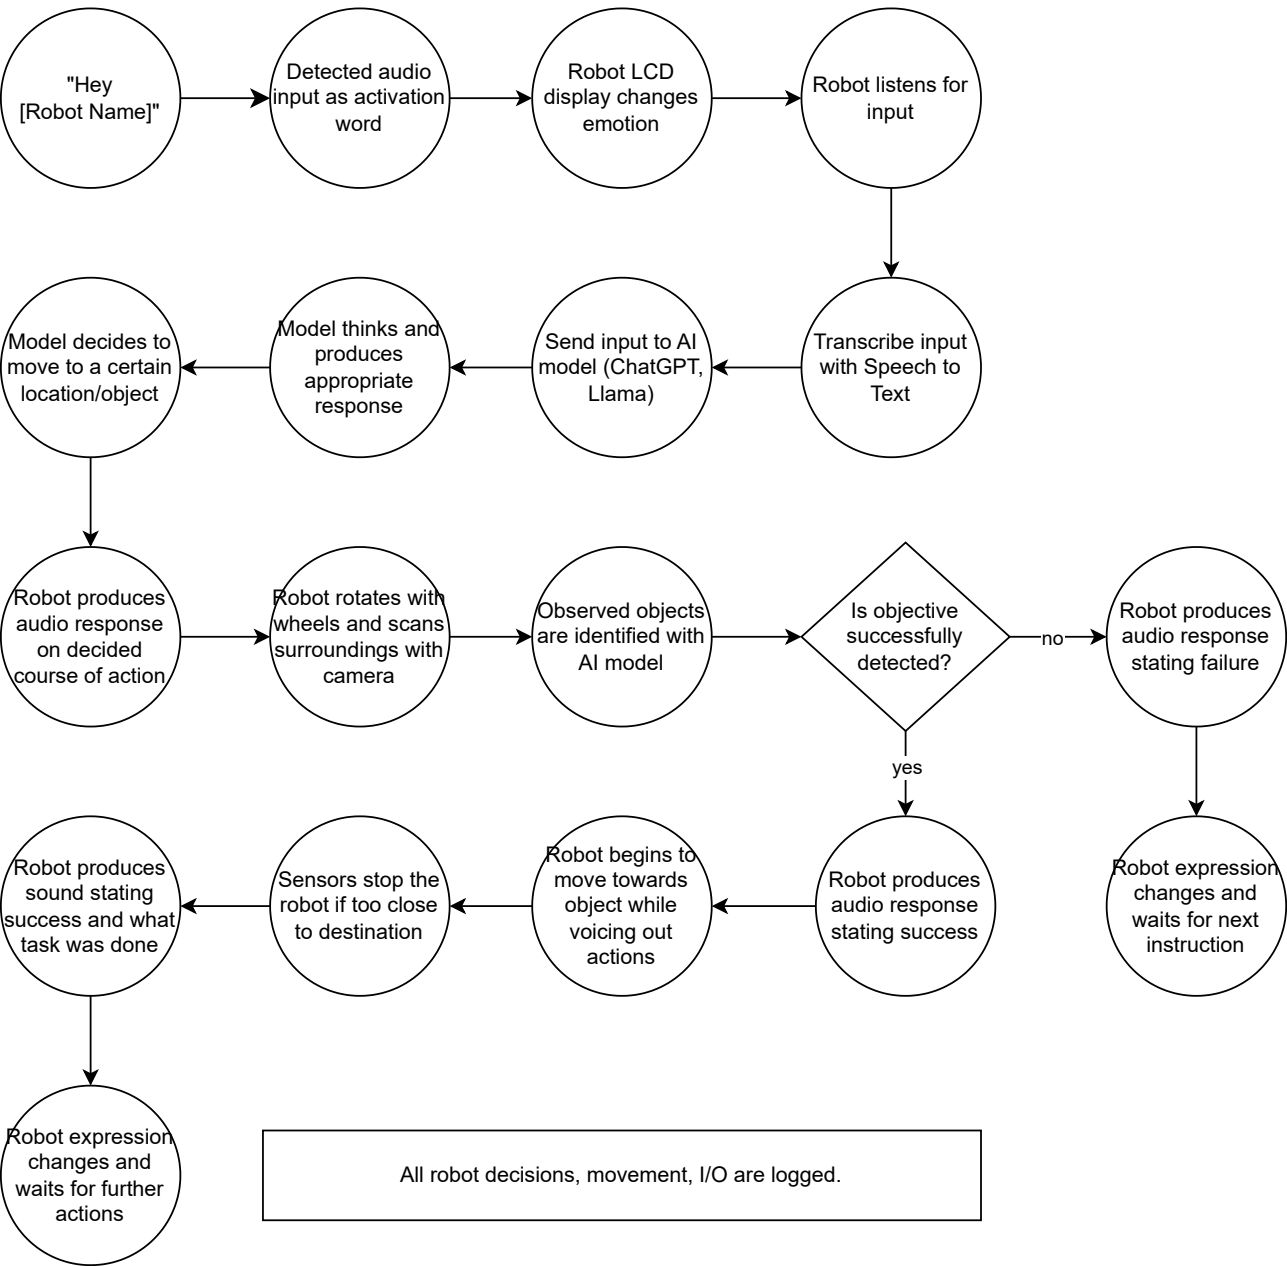 "Hey
[Robot Name]"
Detected audio
input as activation
word
Robot LCD
display changes
emotion
Robot listens for
input
Model decides to
move to a certain
location/object
Model thinks and
produces
appropriate
response
Send input to AI
model (ChatGPT,
Llama)
Transcribe input
with Speech to
Text
Robot produces
audio response
on decided
course of action
Robot rotates with
wheels and scans
surroundings with
camera
Observed objects
are identified with
AI model
Is objective
successfully
detected?
no
Robot produces
audio response
stating failure
yes
Robot produces
sound stating
success and what
task was done
Sensors stop the
robot if too close
to destination
Robot begins to
move towards
object while
voicing out
actions
Robot produces
audio response
stating success
Robot expression
changes and
waits for next
instruction
Robot expression
changes and
waits for further
actions
All robot decisions, movement, I/O are logged.